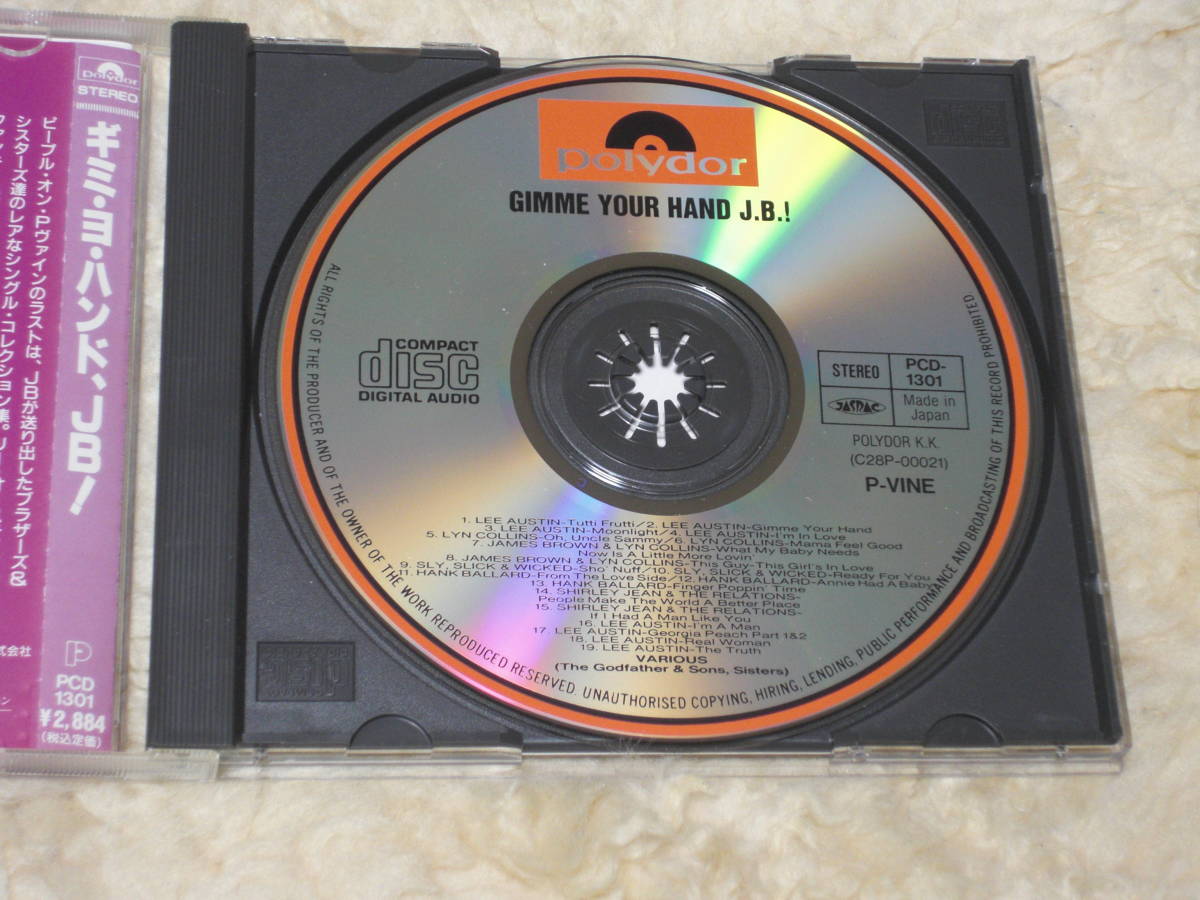 Polydor
STEREO
ギミ・ヨ・ハンド、JB!
ピープル・オン・Pヴァインのラストは、JBが送り出したブラザーズ&
シスターズ達のレアなシングル・コレクション集。
式会社
P
PCD
1301
¥2,884
(税込定価)
polydor
GIMME YOUR HAND J.B.!
COMPACT
disc
DIGITAL AUDIO
STEREO
PCD-
1301
JASRAC
Made in
Japan
POLYDOR K.K.
(C28P-00021)
P-VINE
1. LEE AUSTIN-Tutti Frutti/2. LEE AUSTIN-Gimme Your Hand
3. LEE AUSTIN-Moonlight/4. LEE AUSTIN-I'm In Love
5. LYN COLLINS-Oh, Uncle Sammy/6. LYN COLLINS-Mama Feel Good
7. JAMES BROWN & LYN COLLINS-What My Baby Needs
Now Is A Little More Lovin'
8. JAMES BROWN & LYN COLLINS-This Guy-This Girl's In Love
9. SLY, SLICK & WICKED-Sho' Nuff/10. SLY, SLICK & WICKED-Ready For You
11. HANK BALLARD-From The Love Side/12. HANK BALLARD-Annie Had A Baby
13. HANK BALLARD-Finger Poppin' Time
14. SHIRLEY JEAN & THE RELATIONS-
People Make The World A Better Place
15. SHIRLEY JEAN & THE RELATIONS-
If I Had A Man Like You
16. LEE AUSTIN-I'm A Man
17. LEE AUSTIN-Georgia Peach Part 1&2
18. LEE AUSTIN-Real Woman
19. LEE AUSTIN-The Truth
VARIOUS
(The Godfather & Sons, Sisters)
ALL RIGHTS OF THE PRODUCER AND OF THE OWNER OF THE WORK REPRODUCED RESERVED. UNAUTHORISED COPYING, HIRING, LENDING, PUBLIC PERFORMANCE AND BROADCASTING OF THIS RECORD PROHIBITED.